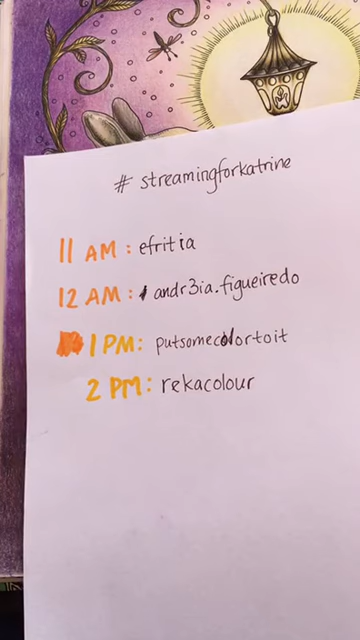 # streamingforkatrine
11 AM : efritia
12 AM : andr3ia.figueiredo
1 PM : putsomecolortoit
2 PM : rekacolour